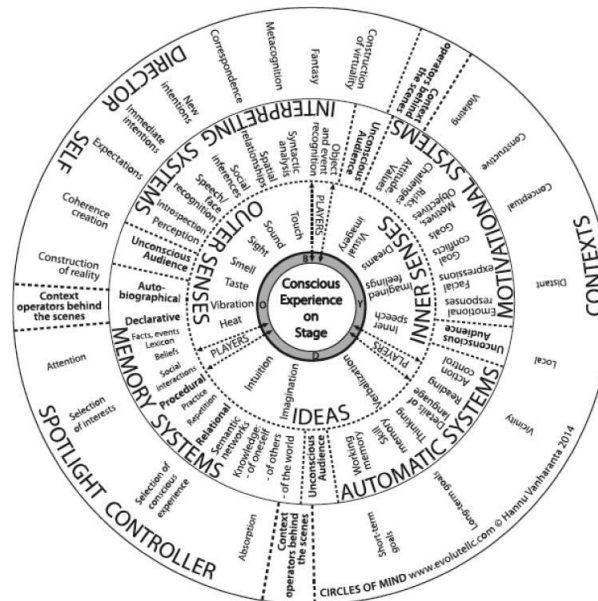 DIRECTOR
SELF
Construction of reality
Coherence
creation
Expectations
Immediate
intentions
New
intentions
Correspondence
Metacognition
Fantasy
Construction
of virtuality
Context
operators behind
the scenes
CONTEXTS
Violating
Constructive
Conceptual
Distant
Local
Vicinity
Long-term goals
Short-term
goals
CIRCLES OF MIND www.evolutellc.com © Hannu Vanharanta 2014
Context
operators behind
the scenes
SPOTLIGHT CONTROLLER
Absorption
Selection of
conscious
experience
Selection
of interests
Attention
Context
operators behind
the scenes
INTERPRETING SYSTEMS
Perception
Introspection
Speech/
face
recognition
Social
inferences
Spatial
relationships
Syntactic
analysis
Object
and event
recognition
Unconscious
Audience
MOTIVATIONAL SYSTEMS
Values
Attitude
Challenges
Risks
Objectives
Motives
Goals
Goal
conflicts
Facial
expressions
Emotional
responses
Unconscious
Audience
AUTOMATIC SYSTEMS
Action
control
Reading
Details of
language
Thinking
Skill
memory
Working
memory
Unconscious
Audience
MEMORY SYSTEMS
Knowledge:
- of oneself
- of others
- of the world
Semantic
networks
Relational
Repetition
Practice
Procedural
Social
interactions
Beliefs
Lexicon
Facts, events
Declarative
Auto-
biographical
Unconscious
Audience
OUTER SENSES
Touch
Sound
Sight
Smell
Taste
Vibration
Heat
PLAYERS
INNER SENSES
Visual
Imagery
Dreams
Imagined
feelings
Inner
speech
PLAYERS
IDEAS
Verbalization
Imagination
Intuition
PLAYERS
B
O
D
Y
Conscious
Experience
on
Stage